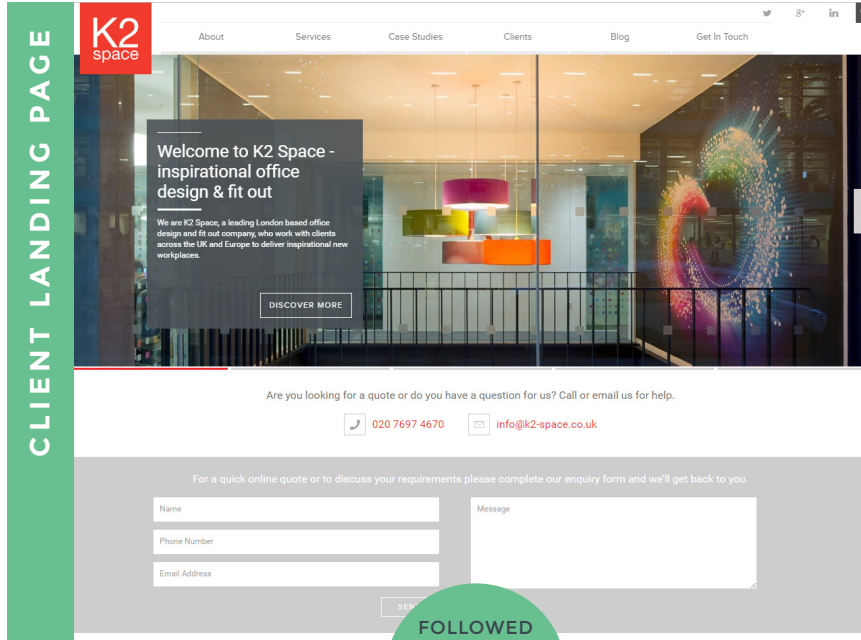 CLIENT LANDING PAGE
K2
space
About Services Case Studies Clients Blog Get In Touch
Welcome to K2 Space -
inspirational office
design & fit out
We are K2 Space, a leading London based office
design and fit out company, who work with clients
across the UK and Europe to deliver inspirational new
workplaces.
DISCOVER MORE
Are you looking for a quote or do you have a question for us? Call or email us for help.
020 7697 4670 info@k2-space.co.uk
For a quick online quote or to discuss your requirements please complete our enquiry form and we'll get back to you.
Name
Message
Phone Number
Email Address
FOLLOWED